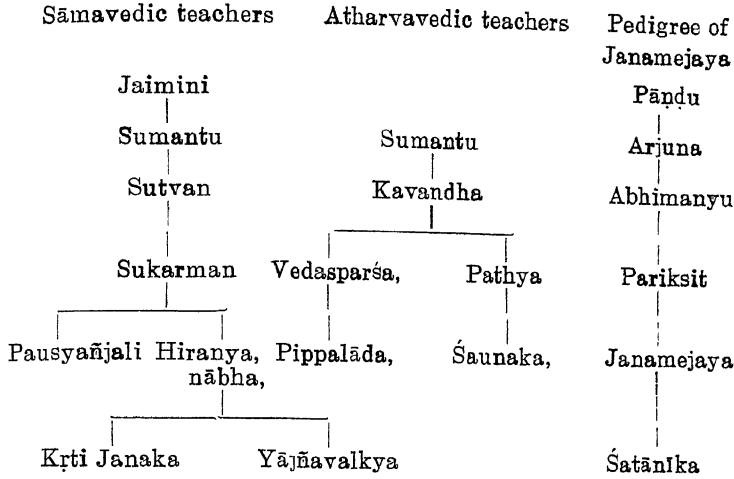 Sāmavedic teachers
Atharvavedic teachers
Pedigree of
Janamejaya
Jaimini
Pāṇḍu
Sumantu
Sumantu
Arjuna
Sutvan
Kavandha
Abhimanyu
Sukarman
Vedasparśa,
Pathya
Pariksit
Pausyañjali
Hiranya,
nābha,
Pippalāda,
Śaunaka,
Janamejaya
Kṛti Janaka
Yājñavalkya
Śatānīka